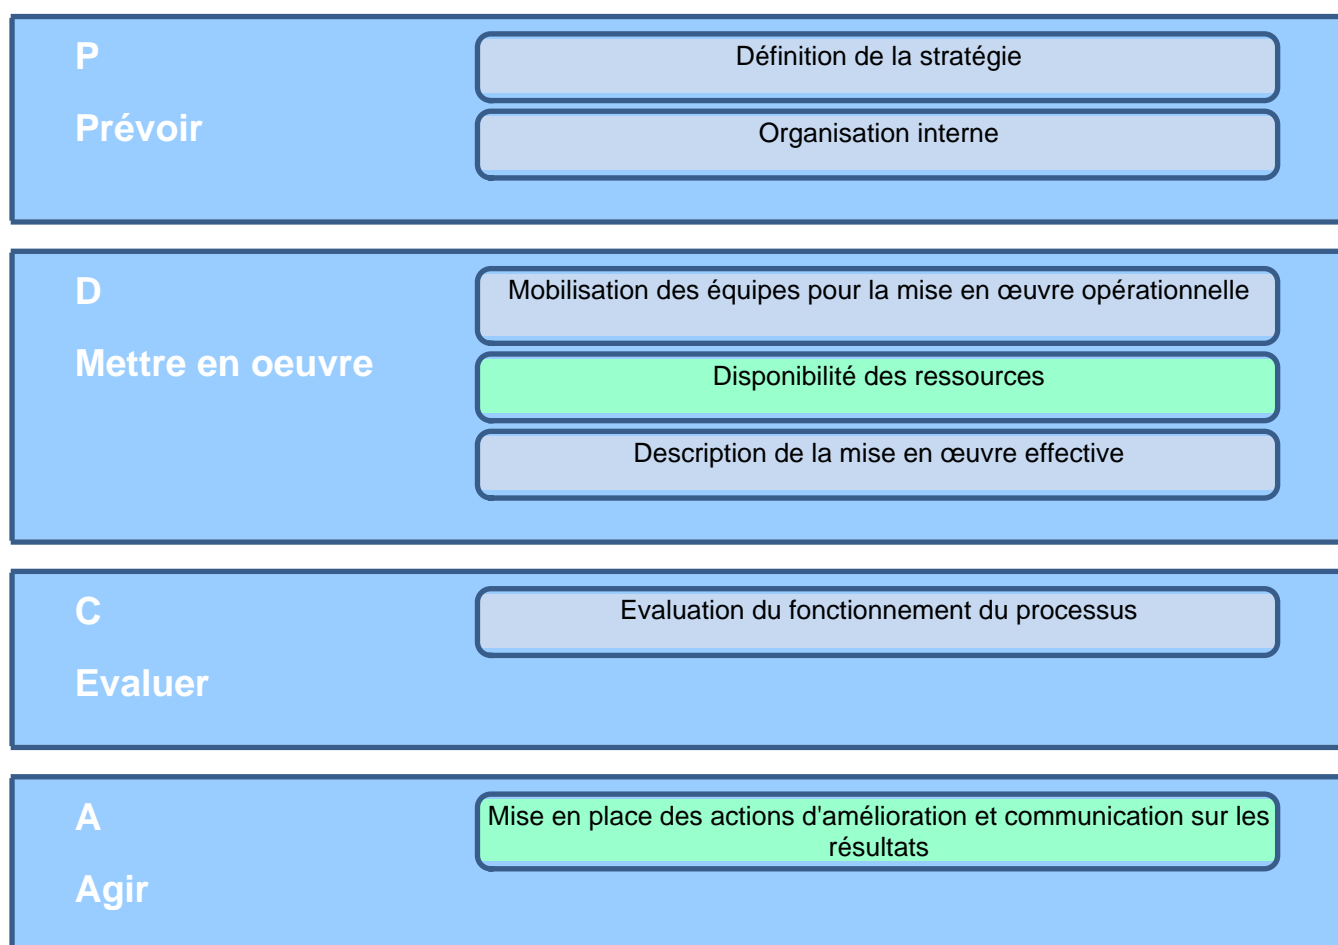 P
Prévoir
Définition de la stratégie
Organisation interne
D
Mettre en oeuvre
Mobilisation des équipes pour la mise en œuvre opérationnelle
Disponibilité des ressources
Description de la mise en œuvre effective
C
Evaluer
Evaluation du fonctionnement du processus
A
Agir
Mise en place des actions d'amélioration et communication sur les
résultats